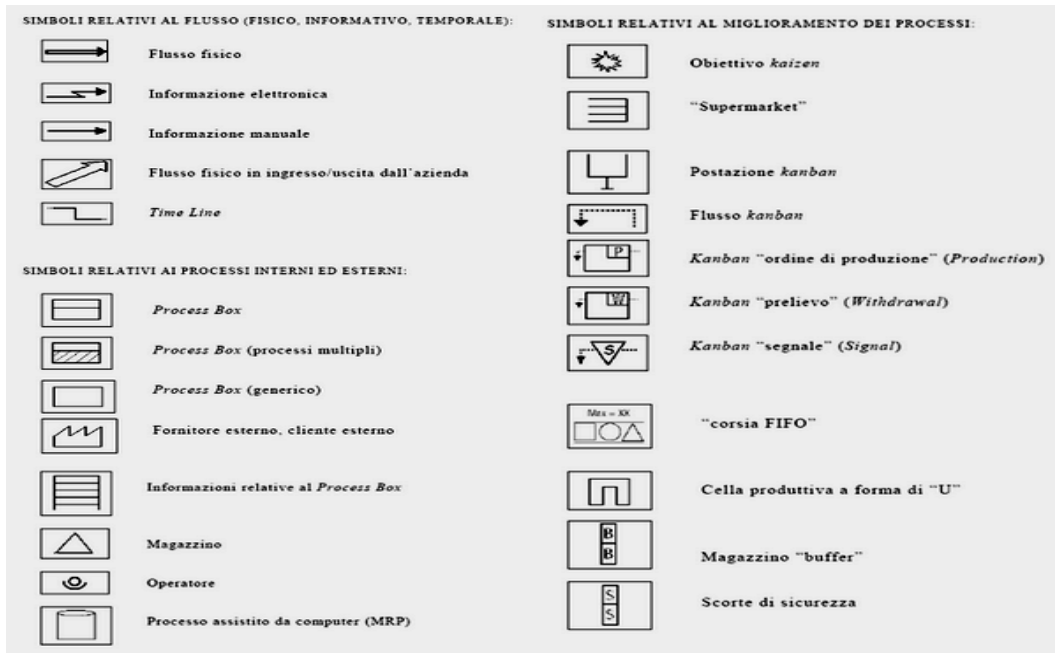 SIMBOLI RELATIVI AL FLUSSO (FISICO, INFORMATIVO, TEMPORALE):
Flusso fisico
Informazione elettronica
Informazione manuale
Flusso fisico in ingresso/uscita dall'azienda
Time Line
SIMBOLI RELATIVI AI PROCESSI INTERNI ED ESTERNI:
Process Box
Process Box (processi multipli)
Process Box (generico)
Fornitore esterno, cliente esterno
Informazioni relative al Process Box
Magazzino
Operatore
Processo assistito da computer (MRP)
SIMBOLI RELATIVI AL MIGLIORAMENTO DEI PROCESSI:
Obiettivo kaizen
"Supermarket"
Postazione kanban
Flusso kanban
P
Kanban "ordine di produzione" (Production)
W
Kanban "prelievo" (Withdrawal)
S
Kanban "segnale" (Signal)
Max = XX
"corsia FIFO"
Cella produttiva a forma di "U"
B
B
Magazzino "buffer"
S
S
Scorte di sicurezza